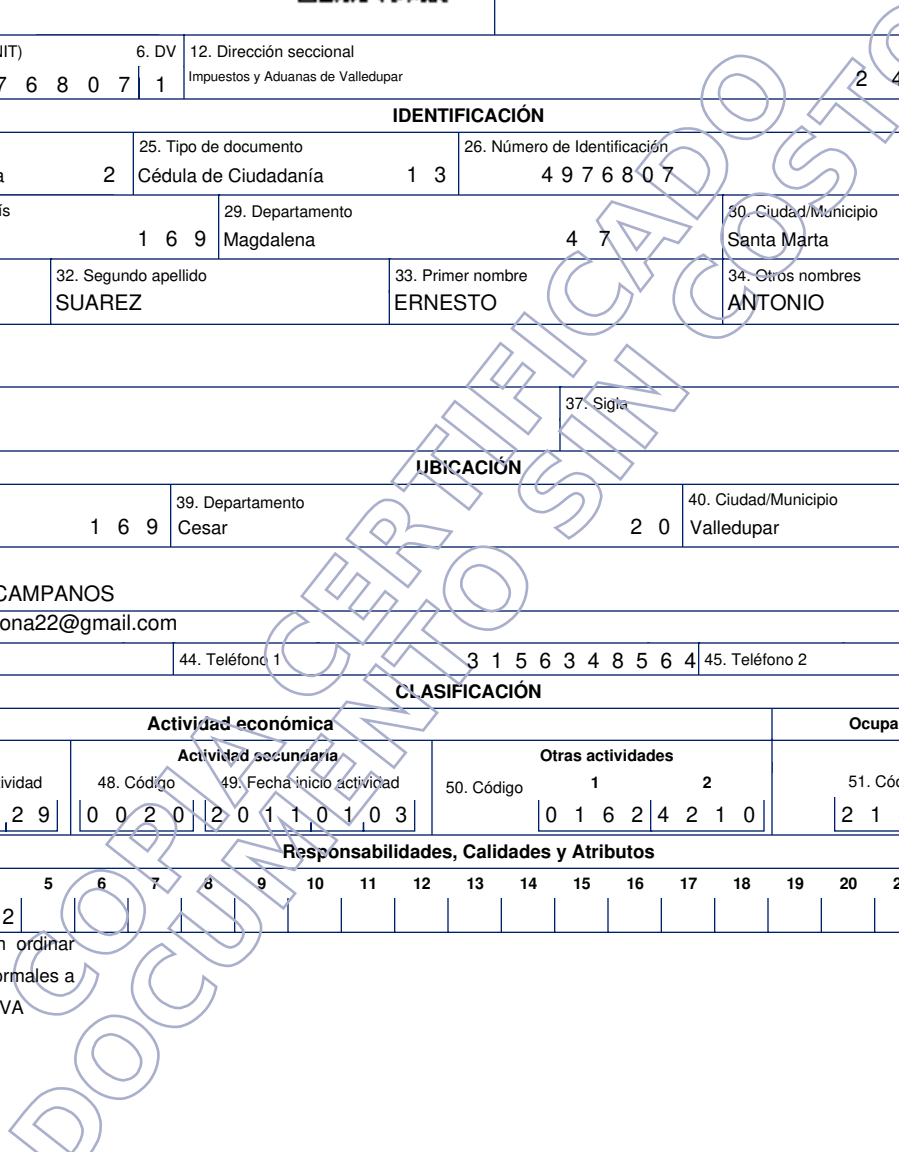 NIT) 6. DV 12. Dirección seccional
7 6 8 0 7 1 Impuestos y Aduanas de Valledupar 2 4
IDENTIFICACIÓN
25. Tipo de documento 26. Número de Identificación
a 2 Cédula de Ciudadanía 1 3 4 9 7 6 8 0 7
ís 29. Departamento 30. Ciudad/Municipio
1 6 9 Magdalena 4 7 Santa Marta
32. Segundo apellido 33. Primer nombre 34. Otros nombres
SUAREZ ERNESTO ANTONIO
37. Sigla
UBICACIÓN
39. Departamento 40. Ciudad/Municipio
1 6 9 Cesar 2 0 Valledupar
CAMPANOS
ona22@gmail.com
44. Teléfono 1 3 1 5 6 3 4 8 5 6 4 45. Teléfono 2
CLASIFICACIÓN
Actividad económica Ocupa
Actividad secundaria Otras actividades
ividad 48. Código 49. Fecha inicio actividad 50. Código 1 2 51. Cód
2 9 0 0 2 0 2 0 1 1 0 1 0 3 0 1 6 2 4 2 1 0 2 1
Responsabilidades, Calidades y Atributos
5 6 7 8 9 10 11 12 13 14 15 16 17 18 19 20 2
2
n ordinar
ormales a
VA
COPIA CERTIFICADO
DOCUMENTO SIN COSTO